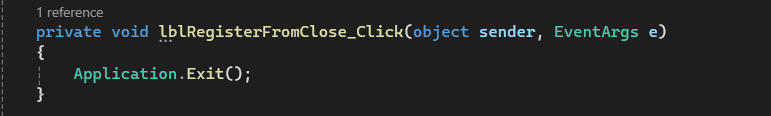 1 reference
private void lblRegisterFromClose_Click(object sender, EventArgs e)
{
Application.Exit();
}